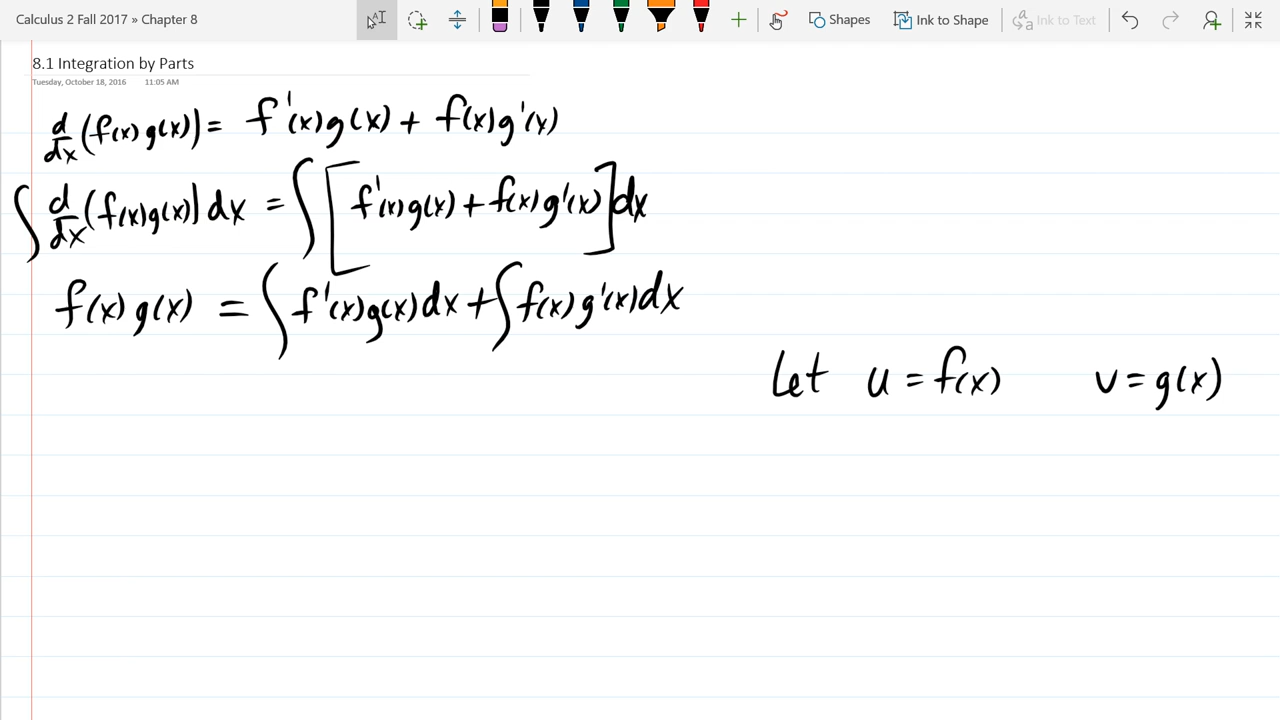 Calculus 2 Fall 2017 » Chapter 8
Shapes
Ink to Shape
Ink to Text
8.1 Integration by Parts
Tuesday, October 18, 2016 11:05 AM
d/dx (f(x)g(x)) = f'(x)g(x) + f(x)g'(x)
∫ d/dx (f(x)g(x)) dx = ∫ [f'(x)g(x) + f(x)g'(x)] dx
f(x)g(x) = ∫ f'(x)g(x)dx + ∫ f(x)g'(x)dx
Let u = f(x) v = g(x)